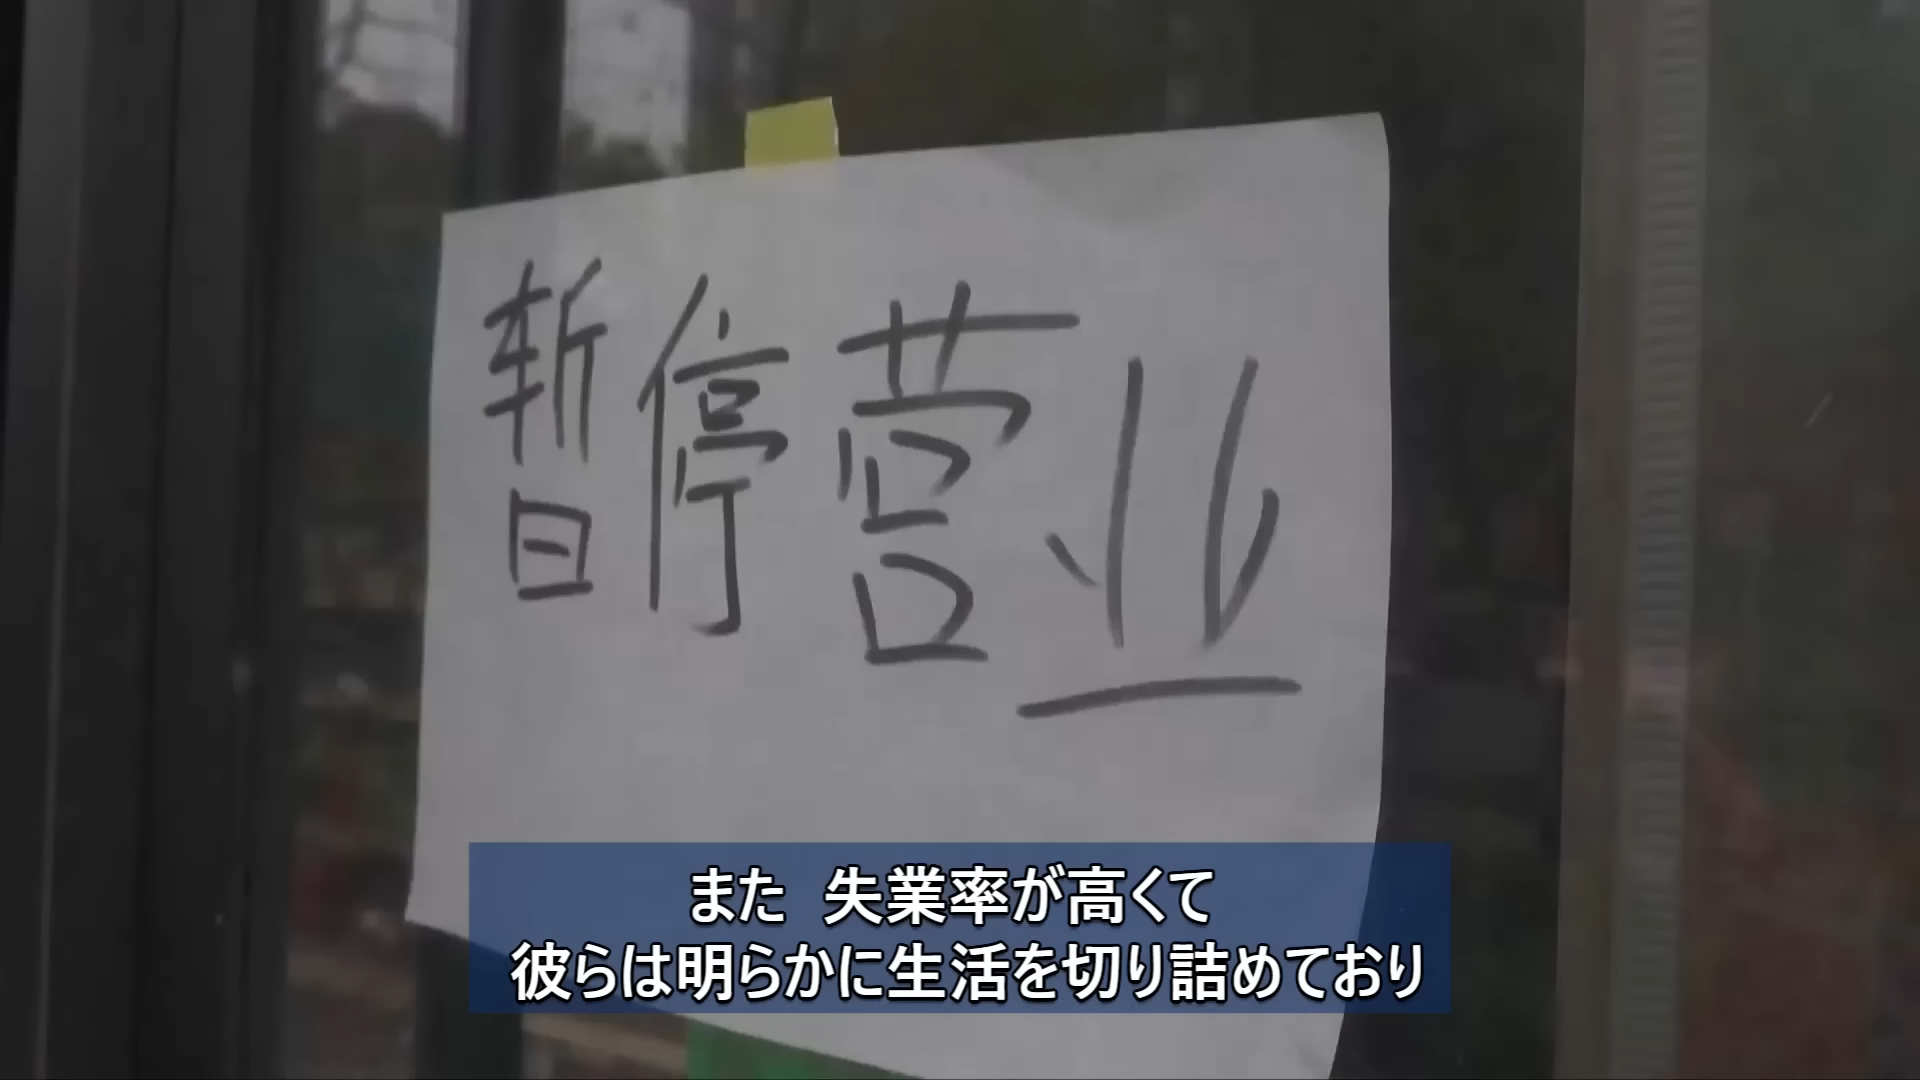 暂停营业
また 失業率が高くて
彼らは明らかに生活を切り詰めており